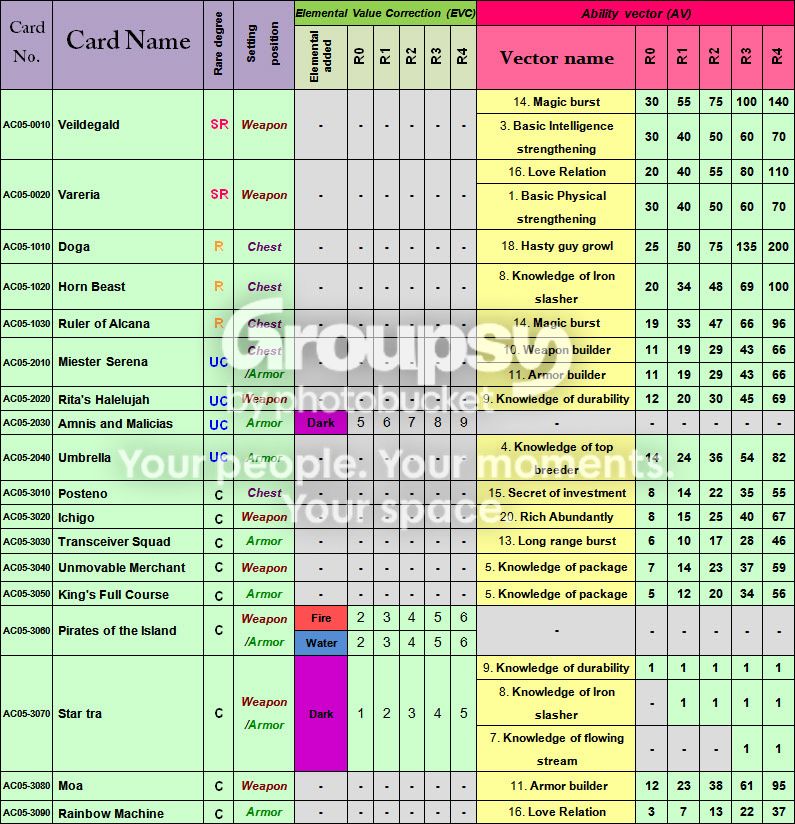 Card No. Card Name Rare degree Setting position Elemental Value Correction (EVC) Ability vector (AV)
Elemental added R0 R1 R2 R3 R4 Vector name R0 R1 R2 R3 R4
AC05-0010 Veildegald SR Weapon - - - - - - 14. Magic burst 30 55 75 100 140
3. Basic Intelligence strengthening 30 40 50 60 70
AC05-0020 Vareria SR Weapon - - - - - - 16. Love Relation 20 40 55 80 110
1. Basic Physical strengthening 30 40 50 60 70
AC05-1010 Doga R Chest - - - - - - 18. Hasty guy growl 25 50 75 135 200
AC05-1020 Horn Beast R Chest - - - - - - 8. Knowledge of Iron slasher 20 34 48 69 100
AC05-1030 Ruler of Alcana R Chest - - - - - - 14. Magic burst 19 33 47 66 96
AC05-2010 Miester Serena UC Chest /Armor - - - - - - 10. Weapon builder 11 19 29 43 66
11. Armor builder 11 19 29 43 66
AC05-2020 Rita's Halelujah UC Weapon - - - - - - 9. Knowledge of durability 12 20 30 45 69
AC05-2030 Amnis and Malicias UC Armor Dark 5 6 7 8 9 - - - - - -
AC05-2040 Umbrella UC Armor - - - - - - 4. Knowledge of top breeder 14 24 36 54 82
AC05-3010 Posteno C Chest - - - - - - 15. Secret of investment 8 14 22 35 55
AC05-3020 Ichigo C Weapon - - - - - - 20. Rich Abundantly 8 15 25 40 67
AC05-3030 Transceiver Squad C Armor - - - - - - 13. Long range burst 6 10 17 28 46
AC05-3040 Unmovable Merchant C Weapon - - - - - - 5. Knowledge of package 7 14 23 37 59
AC05-3050 King's Full Course C Armor - - - - - - 5. Knowledge of package 5 12 20 34 56
AC05-3060 Pirates of the Island C Weapon /Armor Fire 2 3 4 5 6 - - - - - -
Water 2 3 4 5 6
AC05-3070 Star tra C Weapon /Armor Dark 1 2 3 4 5 9. Knowledge of durability 1 1 1 1 1
8. Knowledge of Iron slasher - 1 1 1 1
7. Knowledge of flowing stream - - - 1 1
AC05-3080 Moa C Weapon - - - - - - 11. Armor builder 12 23 38 61 95
AC05-3090 Rainbow Machine C Armor - - - - - - 16. Love Relation 3 7 13 22 37
Groupsy
by photobucket
Your people. Your moments.
Your space.